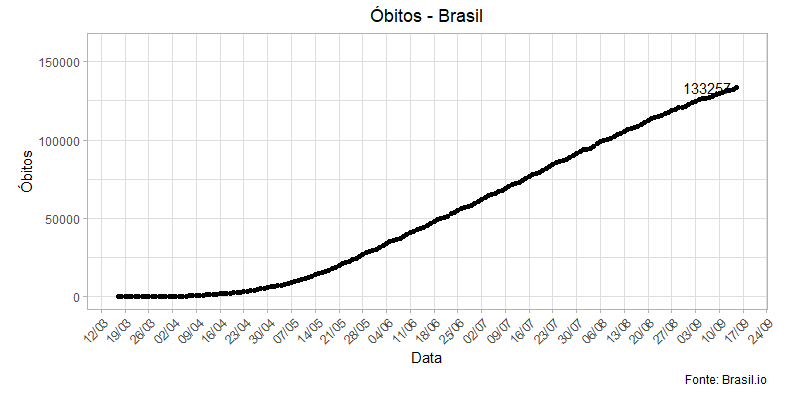 Óbitos - Brasil
150000
100000
50000
0
Óbitos
133257
12/03 19/03 26/03 02/04 09/04 16/04 23/04 30/04 07/05 14/05 21/05 28/05 04/06 11/06 18/06 25/06 02/07 09/07 16/07 23/07 30/07 06/08 13/08 20/08 27/08 03/09 10/09 17/09 24/09
Data
Fonte: Brasil.io